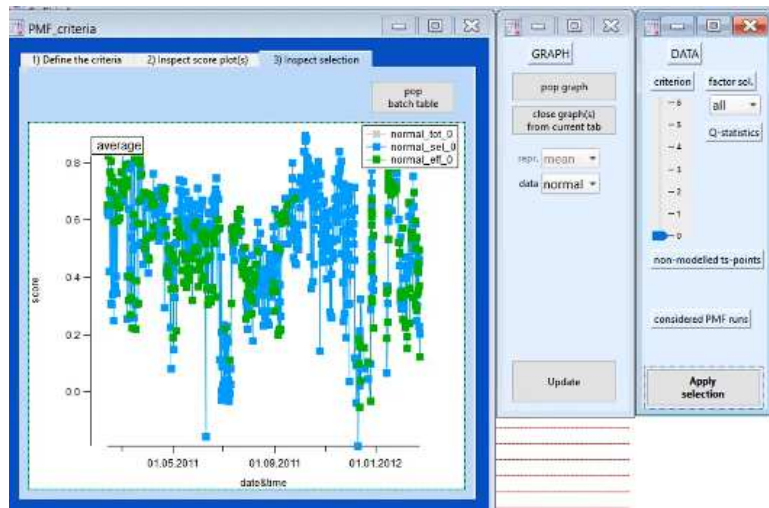 PMF_criteria
1) Define the criteria
2) Inspect score plot(s)
3) Inspect selection
pop
batch table
average
normal_tot_0
normal_sel_0
normal_eff_0
0.8
0.6
0.4
0.2
0.0
score
01.05.2011
01.09.2011
01.01.2012
date&time
GRAPH
pop graph
close graph(s)
from current tab
repr. mean
data normal
Update
DATA
criterion
factor sel.
all
Q-statistics
6
5
4
3
2
1
0
non-modelled ts-points
considered PMF runs
Apply
selection